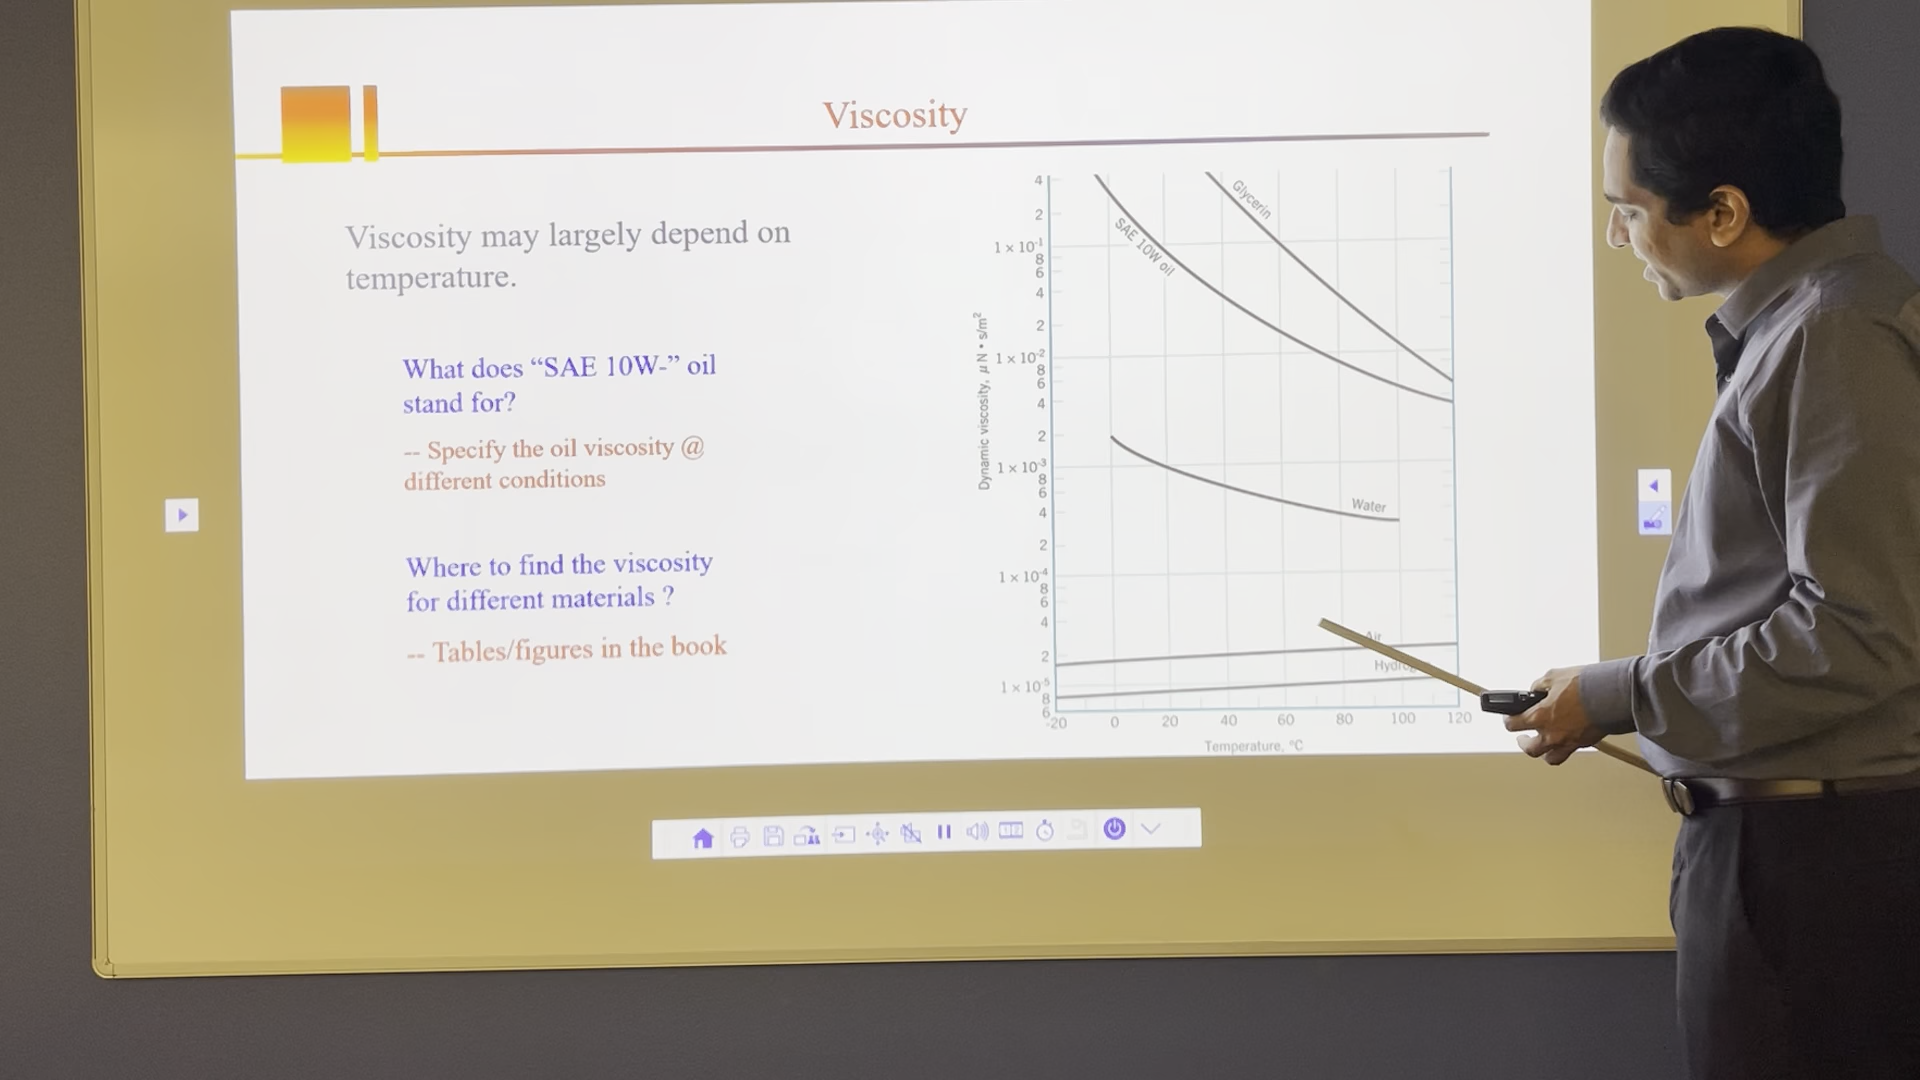 Viscosity
Viscosity may largely depend on
temperature.
What does “SAE 10W-” oil
stand for?
-- Specify the oil viscosity @
different conditions
Where to find the viscosity
for different materials ?
-- Tables/figures in the book
Dynamic viscosity, μ N • s/m²
4
2
1 × 10⁻¹
8
6
4
2
1 × 10⁻²
8
6
4
2
1 × 10⁻³
8
6
4
2
1 × 10⁻⁴
8
6
4
2
1 × 10⁻⁵
8
6
Glycerin
SAE 10W oil
Water
Air
-20 0 20 40 60 80 100 120
Temperature, °C